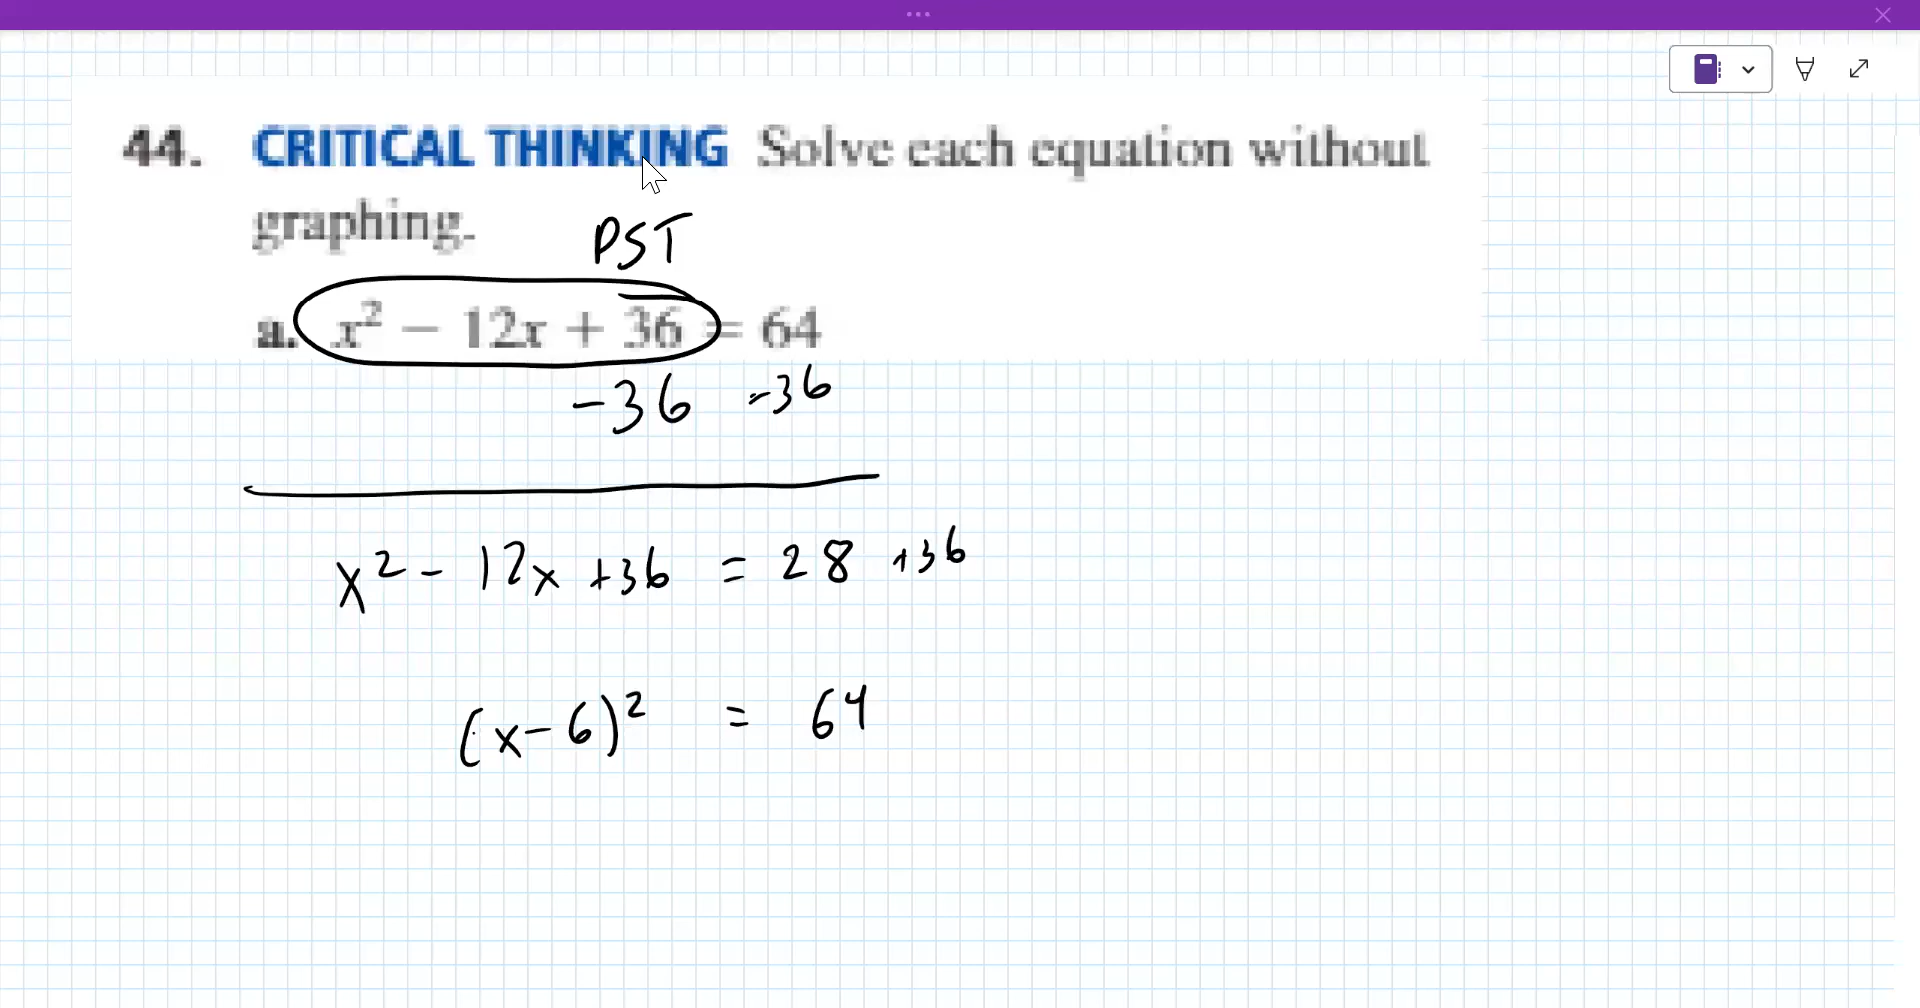 44. CRITICAL THINKING Solve each equation without
graphing.
PST
a. x² − 12x + 36 = 64
-36 -36
x² - 12x +36 = 28 +36
(x-6)² = 64